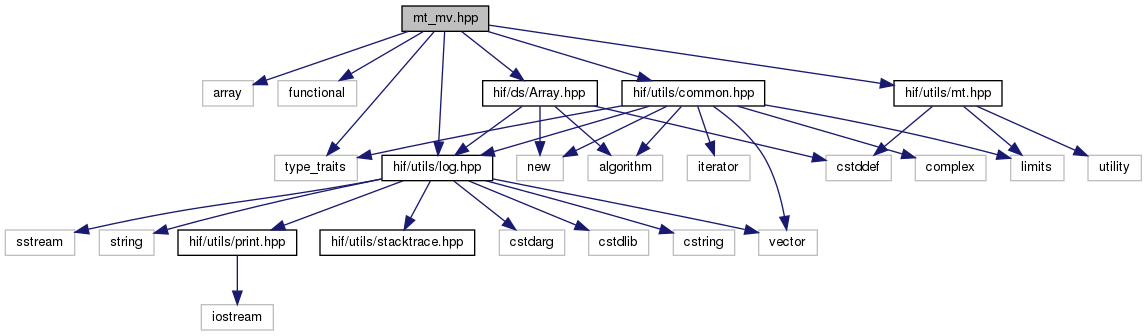 mt_mv.hpp
array
functional
hif/ds/Array.hpp
hif/utils/common.hpp
hif/utils/mt.hpp
type_traits
hif/utils/log.hpp
new
algorithm
iterator
cstddef
complex
limits
utility
sstream
string
hif/utils/print.hpp
hif/utils/stacktrace.hpp
cstdarg
cstdlib
cstring
vector
iostream